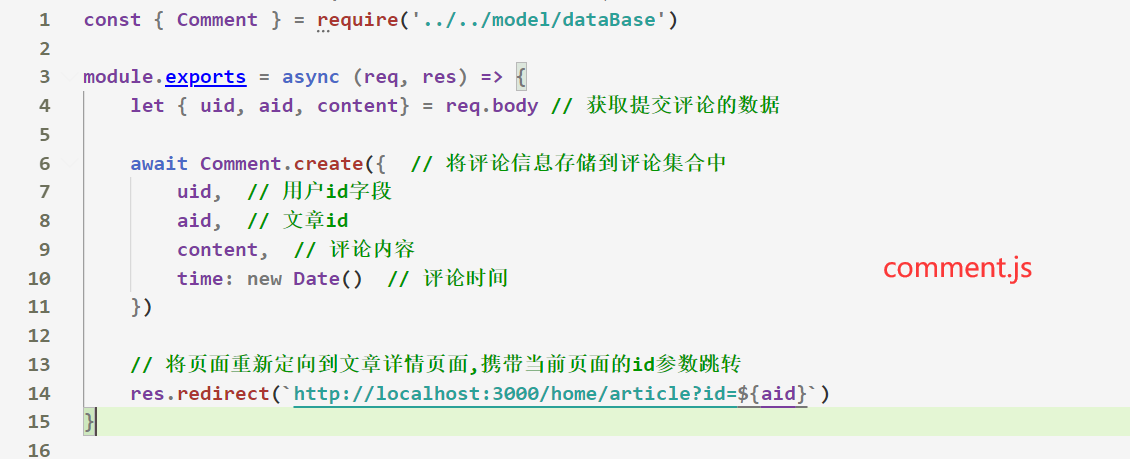 1 const { Comment } = require('../../model/dataBase')
2
3 module.exports = async (req, res) => {
4     let { uid, aid, content} = req.body // 获取提交评论的数据
5
6     await Comment.create({  // 将评论信息存储到评论集合中
7         uid,  // 用户id字段
8         aid,  // 文章id
9         content,  // 评论内容
10         time: new Date()  // 评论时间
11     })
12
13     // 将页面重新定向到文章详情页面,携带当前页面的id参数跳转
14     res.redirect(`http://localhost:3000/home/article?id=${aid}`)
15 }
16
comment.js